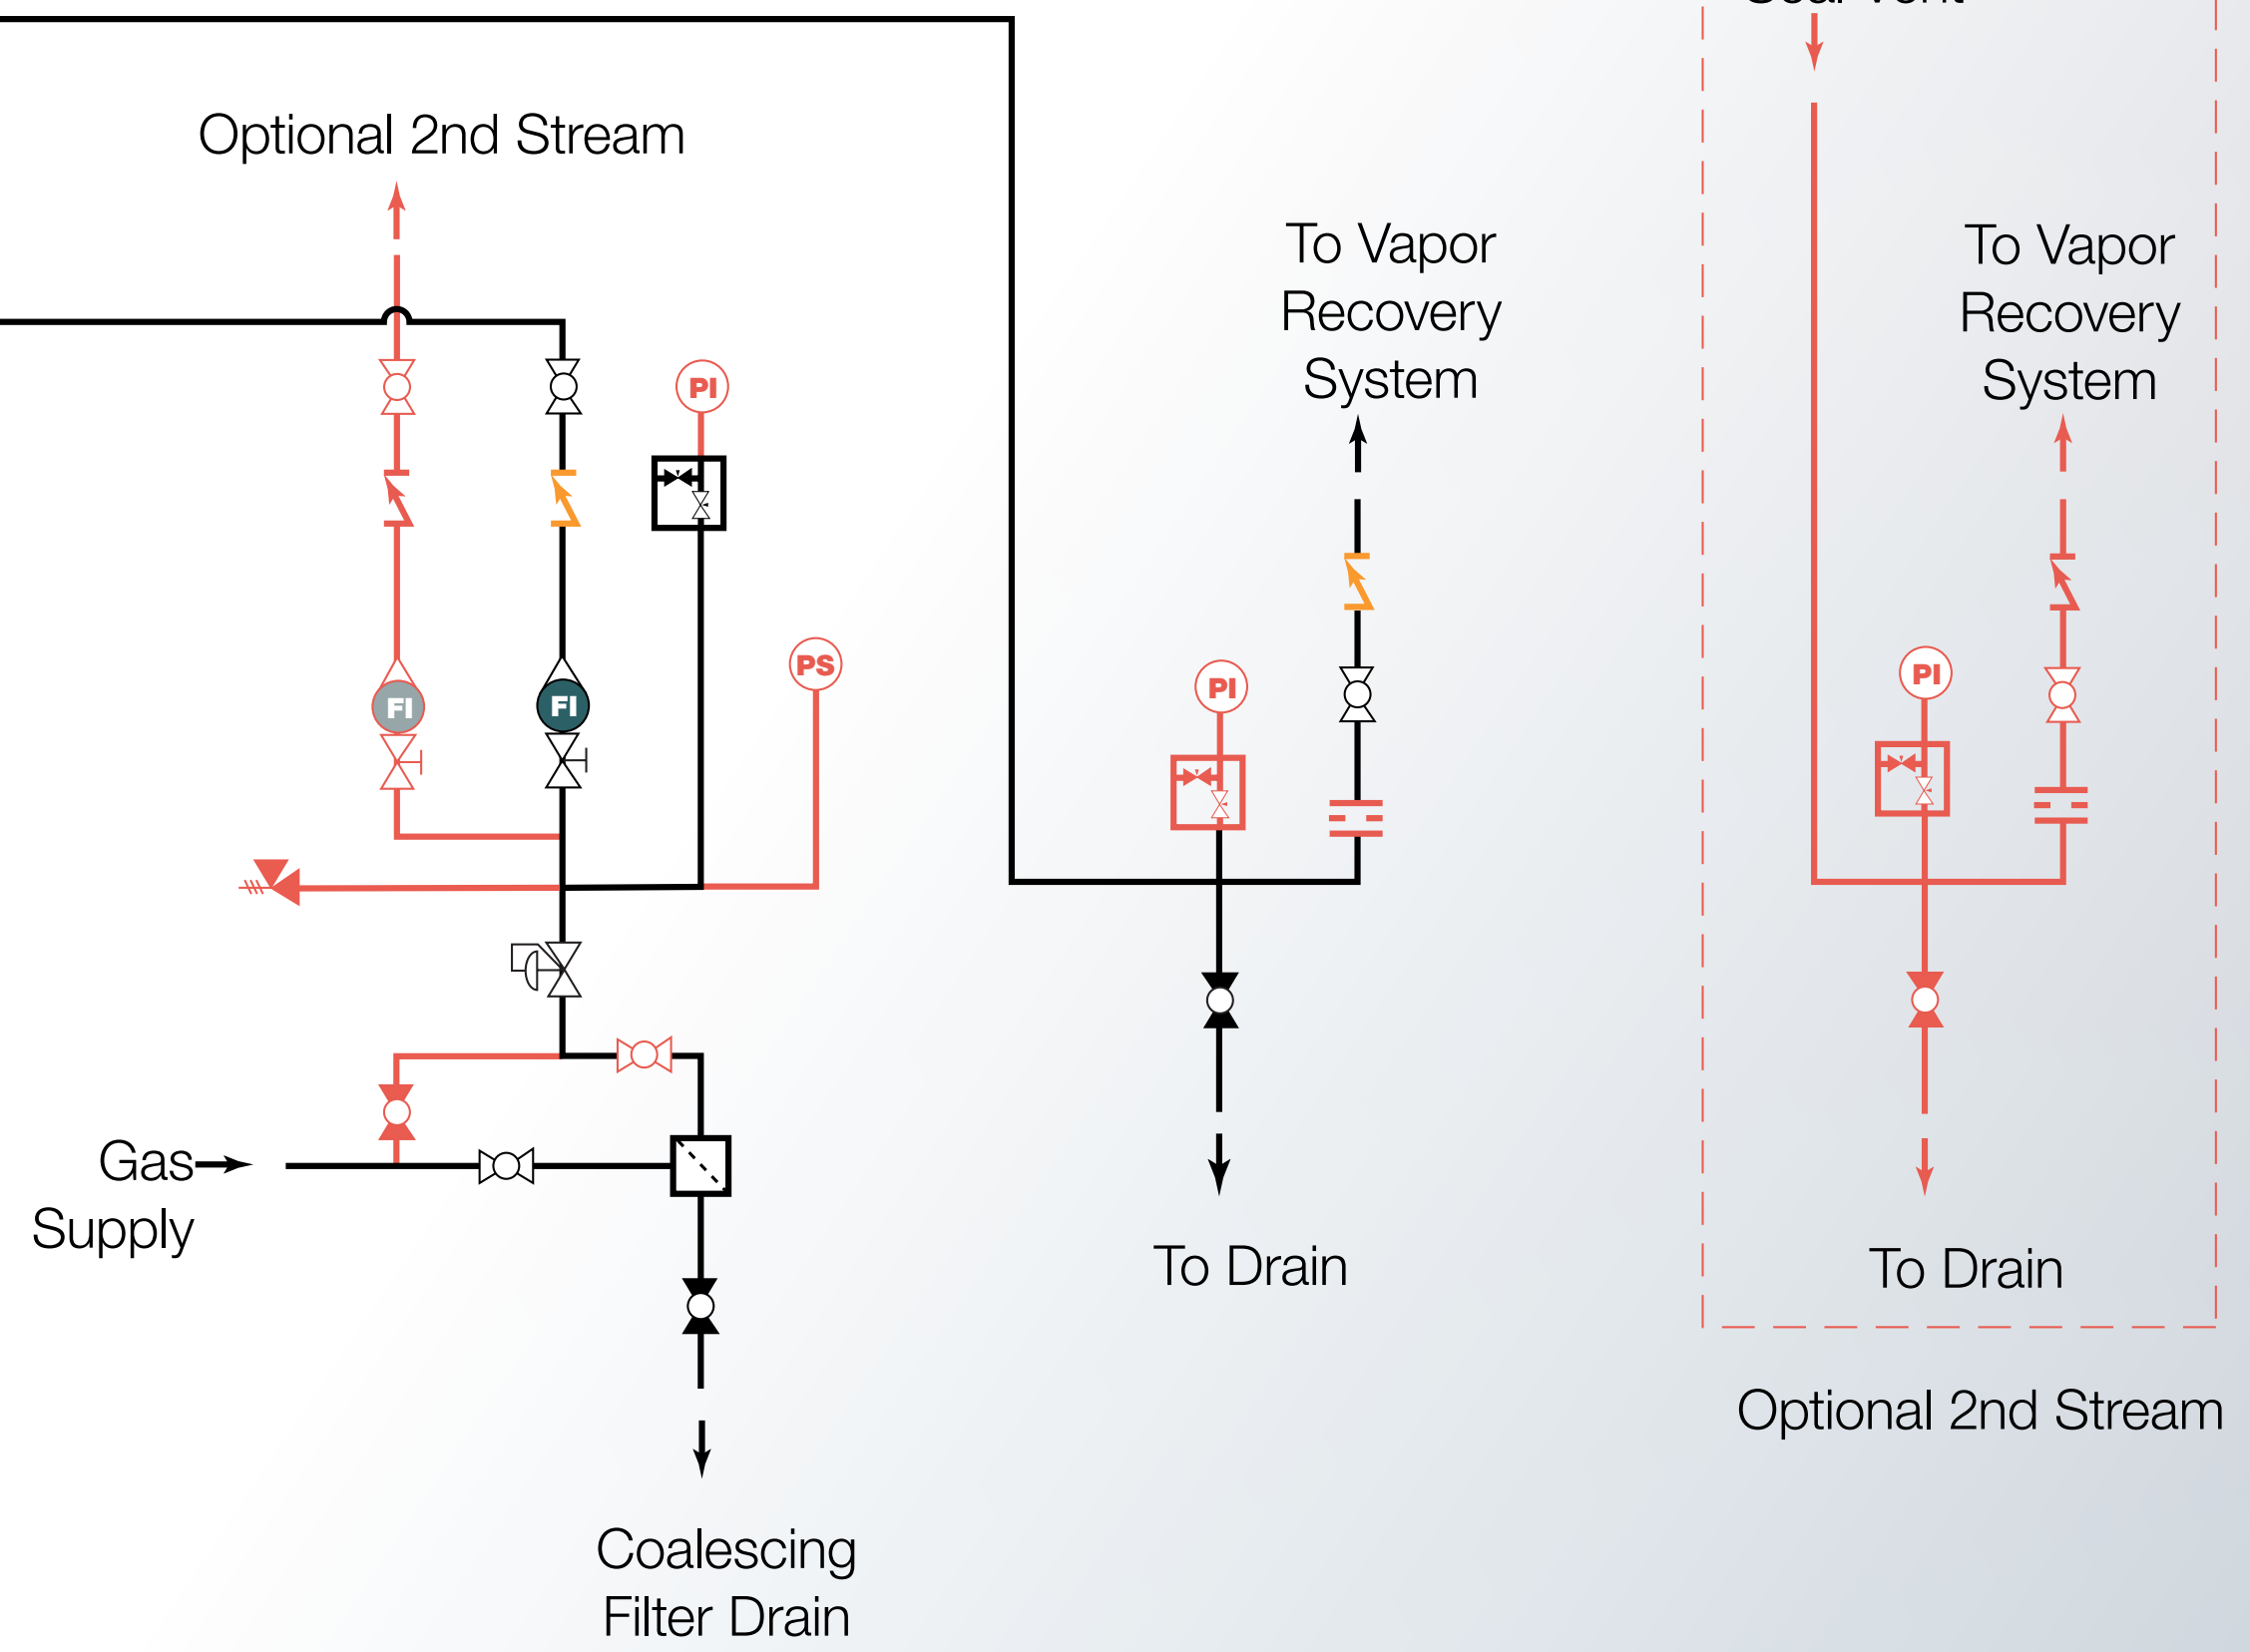 Optional 2nd Stream
To Vapor
Recovery
System
To Vapor
Recovery
System
PI
PS
PI
PI
FI
FI
Gas
Supply
To Drain
To Drain
Optional 2nd Stream
Coalescing
Filter Drain